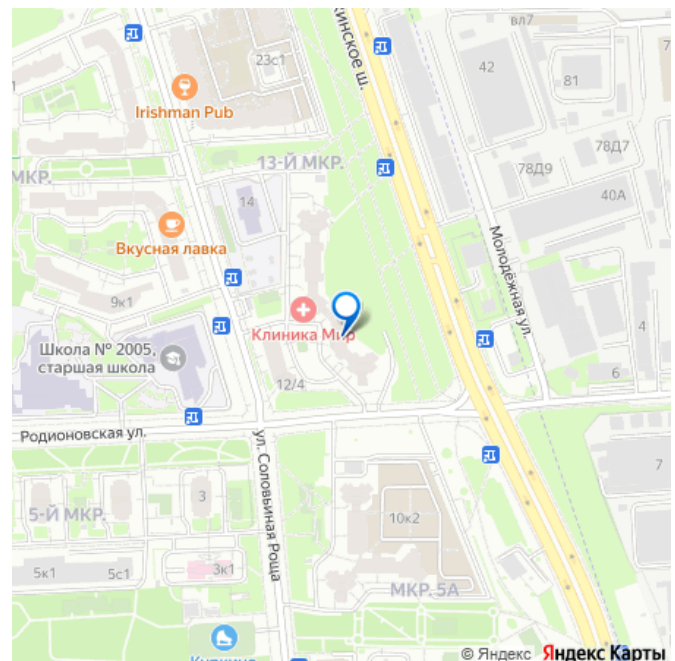 вл7
42
81
78Д7
78Д9
40А
23с1
Irishman Pub
13-Й МКР.
МКР.
14
Вкусная лавка
9к1
Клиника Мир
Школа № 2005,
старшая школа
12/4
Молодёжная ул.
4
6
7
Родионовская ул.
ул. Соловьиная Роща
3
5-Й МКР.
10к2
5к1
5с1
3к1
МКР. 5А
© Яндекс Яндекс Карты